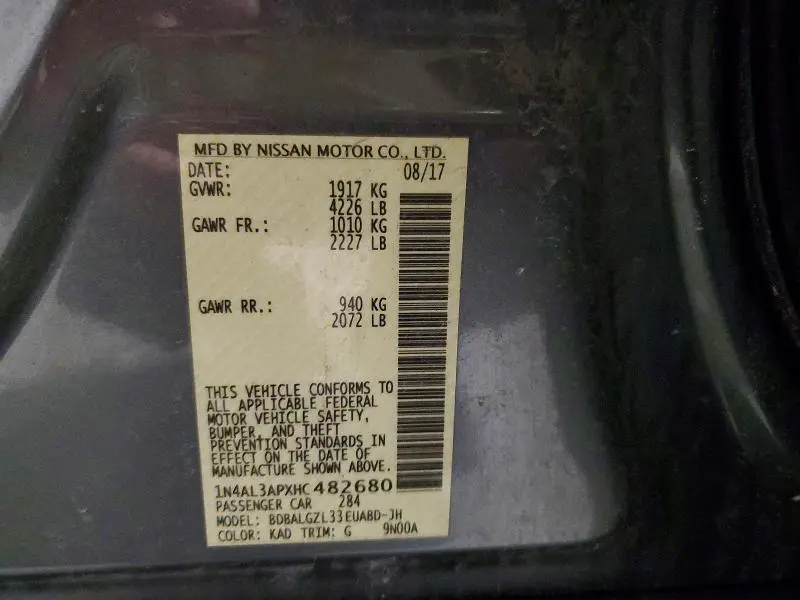 MFD BY NISSAN MOTOR CO., LTD.
DATE: 08/17
GVWR: 1917 KG
4226 LB
GAWR FR.: 1010 KG
2227 LB
GAWR RR.: 940 KG
2072 LB
THIS VEHICLE CONFORMS TO
ALL APPLICABLE FEDERAL
MOTOR VEHICLE SAFETY,
BUMPER, AND THEFT
PREVENTION STANDARDS IN
EFFECT ON THE DATE OF
MANUFACTURE SHOWN ABOVE.
1N4AL3APXHC482680
PASSENGER CAR 284
MODEL: BDBALGZL33EUABD-JH
COLOR: KAD TRIM: G 9N00A